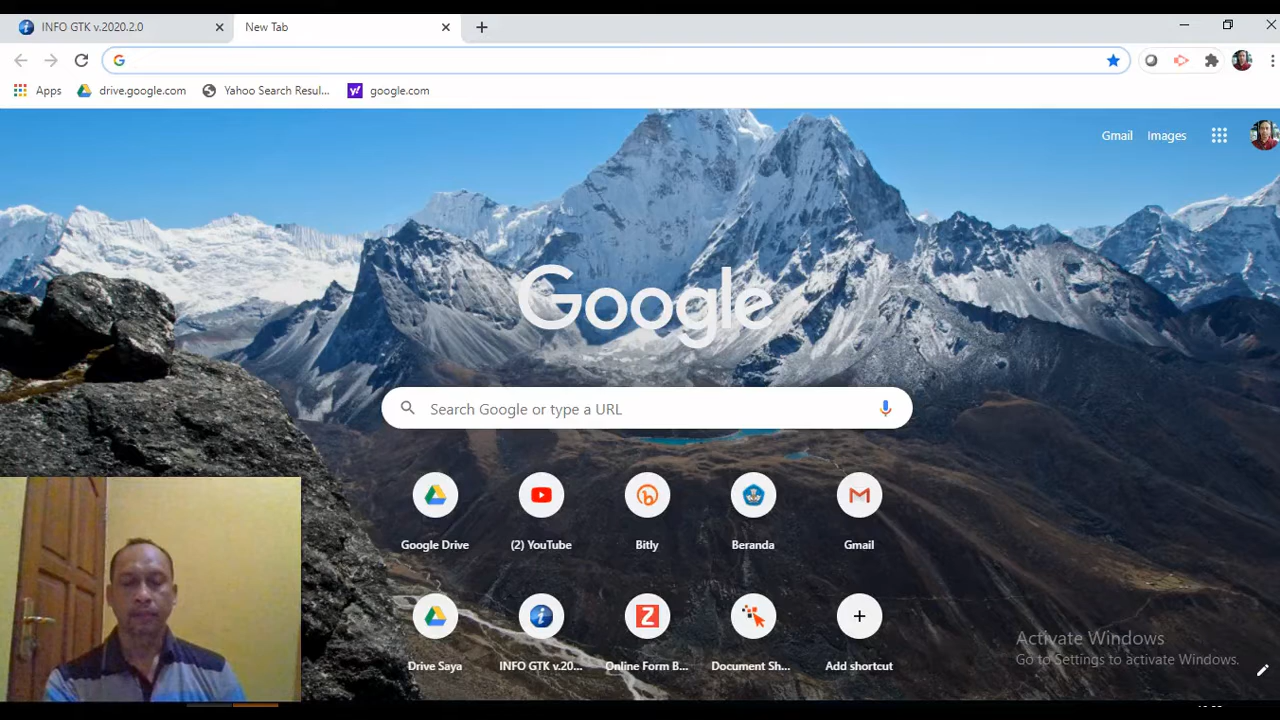 INFO GTK v.2020.2.0
New Tab
Apps
drive.google.com
Yahoo Search Resul...
google.com
Gmail
Images
Google
Search Google or type a URL
Google Drive
(2) YouTube
Bitly
Beranda
Gmail
Drive Saya
INFO GTK v.20...
Online Form B...
Document Sh...
Add shortcut
Activate Windows
Go to Settings to activate Windows.